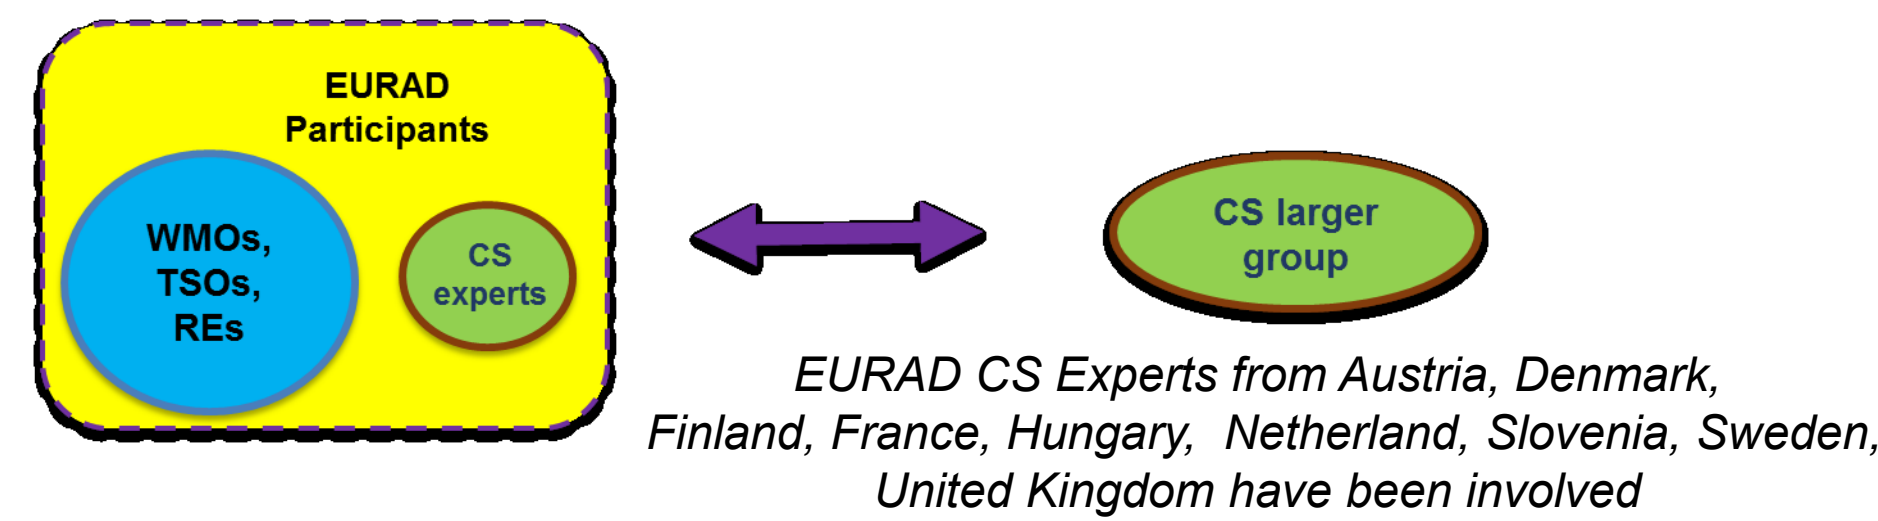 EURAD
Participants
WMOs,
TSOs,
REs
CS
experts
CS larger
group
EURAD CS Experts from Austria, Denmark,
Finland, France, Hungary,  Netherland, Slovenia, Sweden,
United Kingdom have been involved